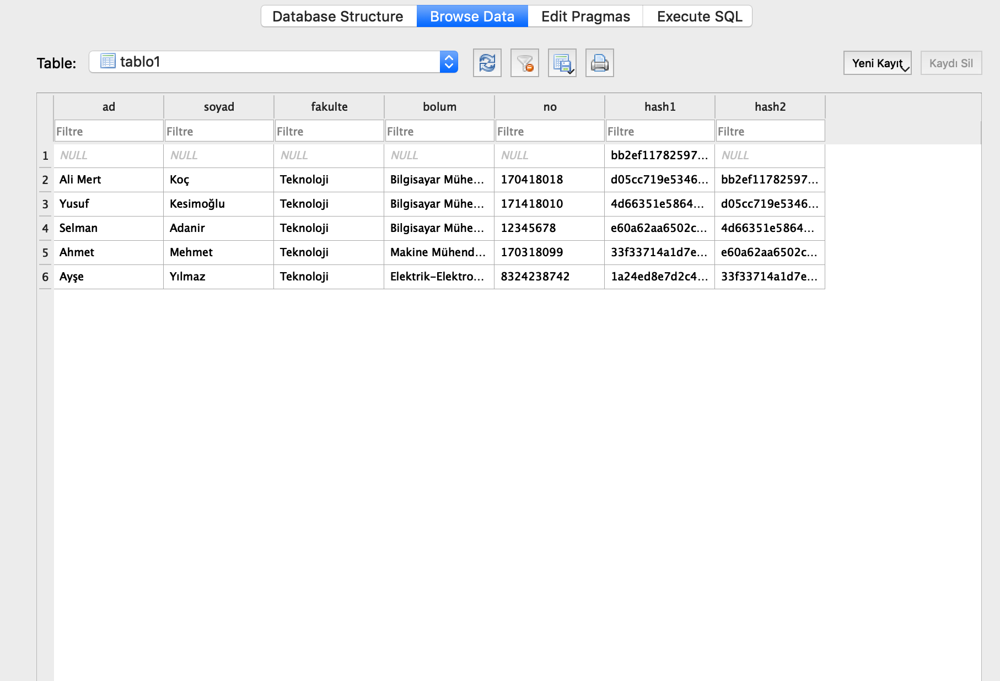 Database Structure Browse Data Edit Pragmas Execute SQL
Table: tablo1 Yeni Kayıt Kaydı Sil
ad soyad fakulte bolum no hash1 hash2
Filtre Filtre Filtre Filtre Filtre Filtre Filtre
1 NULL NULL NULL NULL NULL bb2ef11782597... NULL
2 Ali Mert Koç Teknoloji Bilgisayar Mühe... 170418018 d05cc719e5346... bb2ef11782597...
3 Yusuf Kesimoğlu Teknoloji Bilgisayar Mühe... 171418010 4d66351e5864... d05cc719e5346...
4 Selman Adanir Teknoloji Bilgisayar Mühe... 12345678 e60a62aa6502c... 4d66351e5864...
5 Ahmet Mehmet Teknoloji Makine Mühend... 170318099 33f33714a1d7e... e60a62aa6502c...
6 Ayşe Yılmaz Teknoloji Elektrik-Elektro... 8324238742 1a24ed8e7d2c4... 33f33714a1d7e...